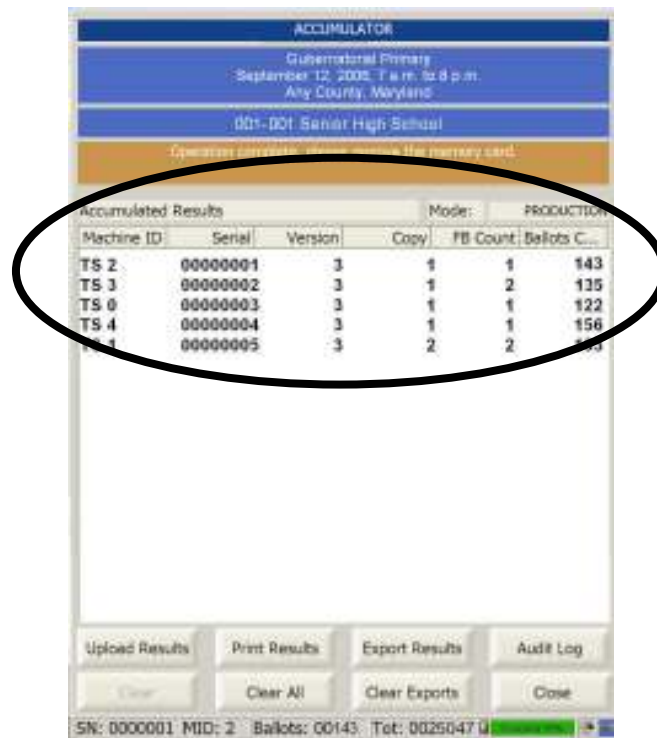 ACCUMULATOR
Gubernatorial Primary
September 12, 2006, 7 a.m. to 8 p.m.
Any County, Maryland
001-001 Senior High School
Operation complete, please remove the memory card.
Accumulated Results Mode: PRODUCTION
Machine ID Serial Version Copy FB Count Ballots C...
TS 2 00000001 3 1 1 143
TS 3 00000002 3 1 2 135
TS 0 00000003 3 1 1 122
TS 4 00000004 3 1 1 156
TS 1 00000005 3 2 2
Upload Results Print Results Export Results Audit Log
Clear Clear All Clear Exports Close
SN: 0000001 MID: 2 Ballots: 00143 Tot: 0025047